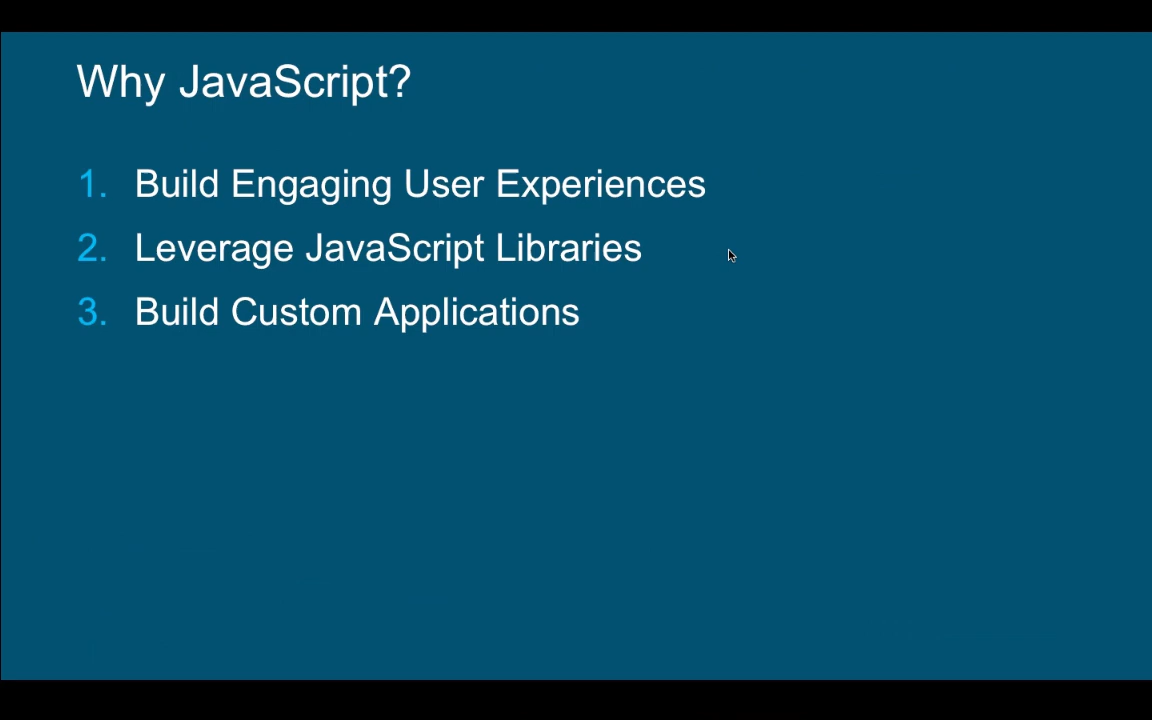 Why JavaScript?
1. Build Engaging User Experiences
2. Leverage JavaScript Libraries
3. Build Custom Applications